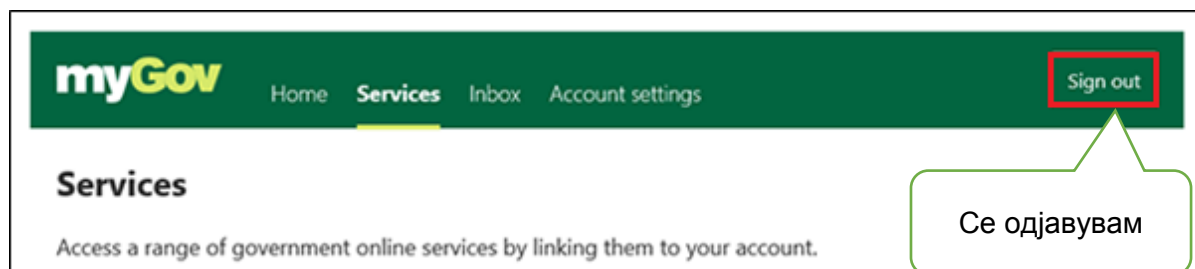 myGov Home Services Inbox Account settings Sign out
Services
Се одјавувам
Access a range of government online services by linking them to your account.